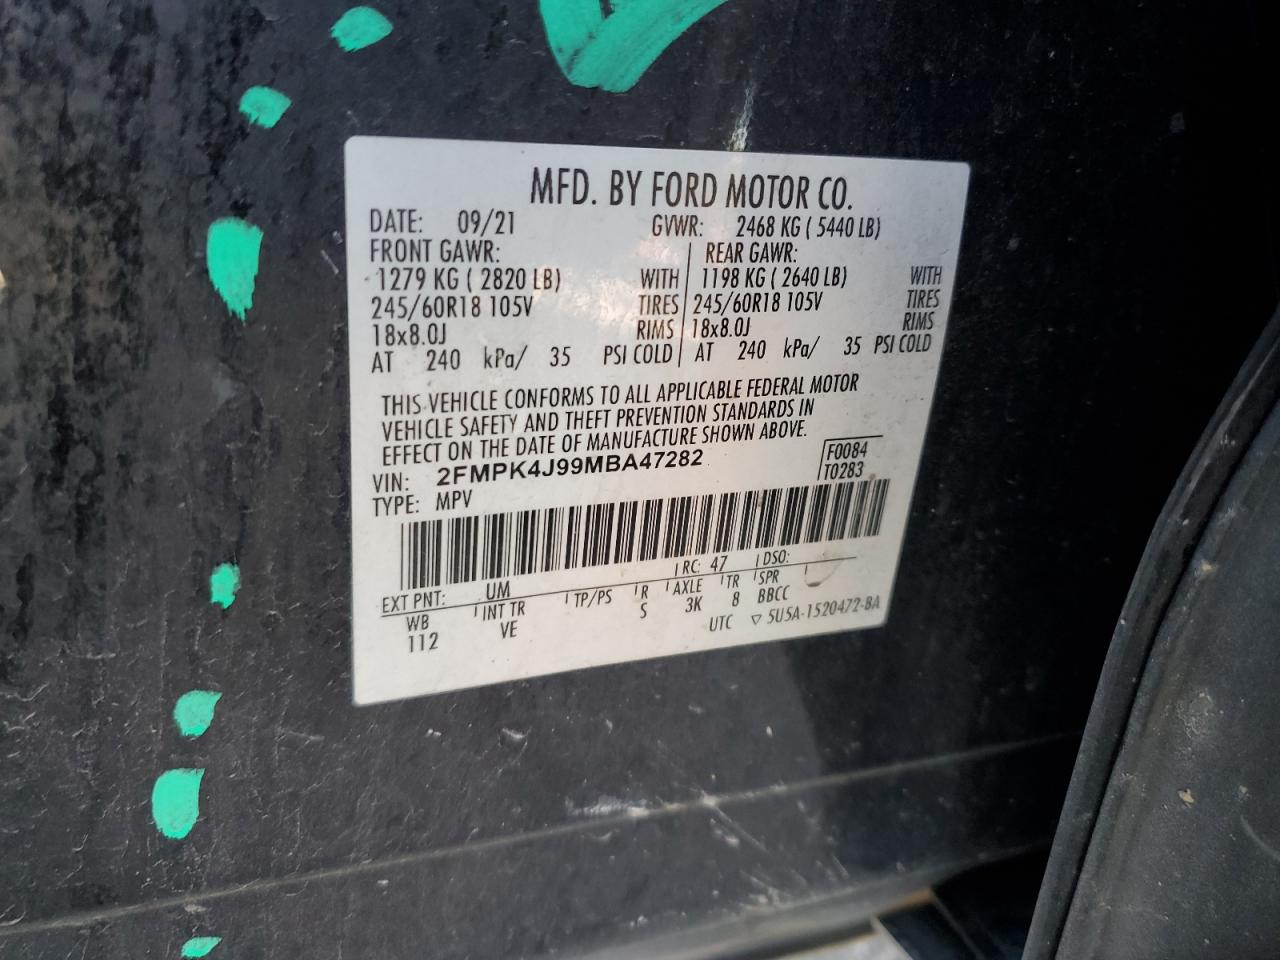 MFD. BY FORD MOTOR CO.
DATE: 09/21 GVWR: 2468 KG ( 5440 LB)
FRONT GAWR: REAR GAWR:
1279 KG ( 2820 LB) WITH 1198 KG ( 2640 LB) WITH
245/60R18 105V TIRES 245/60R18 105V TIRES
18x8.0J RIMS 18x8.0J RIMS
AT 240 kPa/ 35 PSI COLD AT 240 kPa/ 35 PSI COLD
THIS VEHICLE CONFORMS TO ALL APPLICABLE FEDERAL MOTOR
VEHICLE SAFETY AND THEFT PREVENTION STANDARDS IN
EFFECT ON THE DATE OF MANUFACTURE SHOWN ABOVE.
VIN: 2FMPK4J99MBA47282 F0084
TYPE: MPV T0283
EXT PNT: UM RC: 47 DSO:
WB INT TR TP/PS R AXLE TR SPR
112 VE S 3K 8 BBCC
UTC ▽ 5U5A-1520472-BA